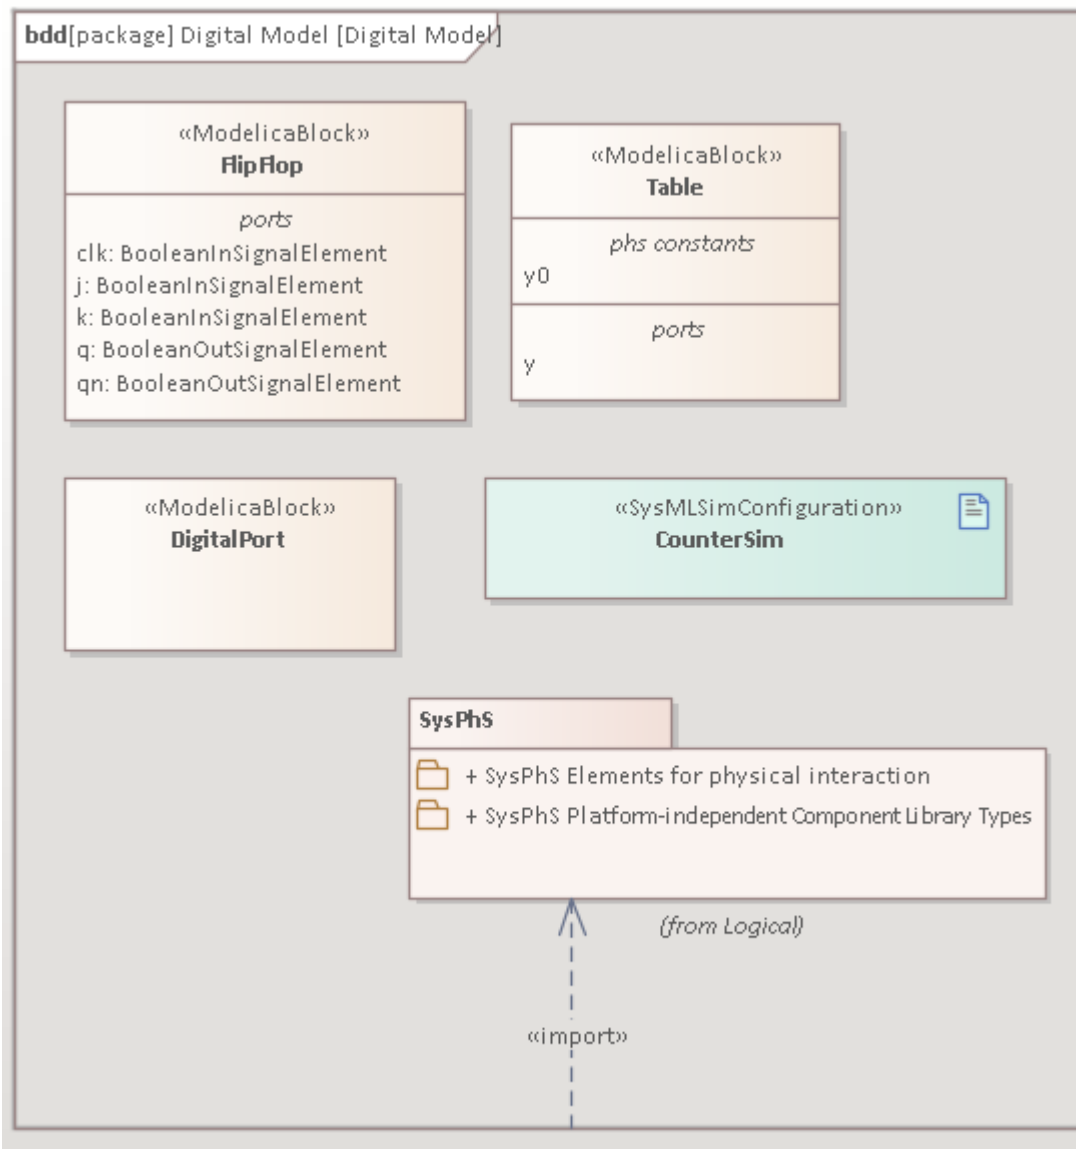 bdd[package] Digital Model [Digital Model]
«ModelicaBlock»
FlipFlop
ports
clk: BooleanInSignalElement
j: BooleanInSignalElement
k: BooleanInSignalElement
q: BooleanOutSignalElement
qn: BooleanOutSignalElement
«ModelicaBlock»
Table
phs constants
y0
ports
y
«ModelicaBlock»
DigitalPort
«SysMLSimConfiguration»
CounterSim
SysPhS
+ SysPhS Elements for physical interaction
+ SysPhS Platform-independent Component Library Types
(from Logical)
«import»